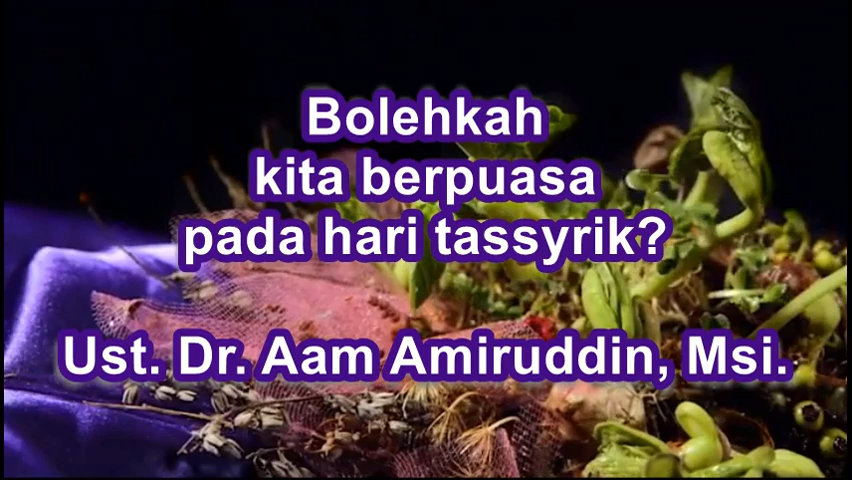 Bolehkah
kita berpuasa
pada hari tassyrik?
Ust. Dr. Aam Amiruddin, Msi.